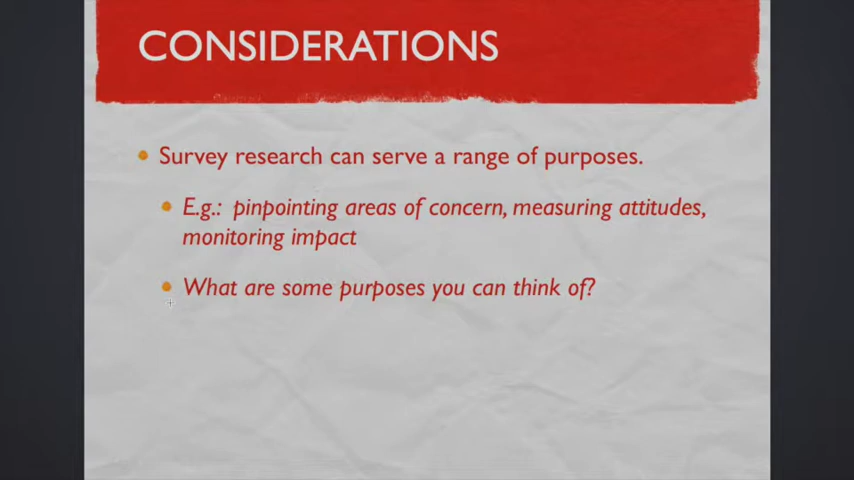 CONSIDERATIONS
Survey research can serve a range of purposes.
E.g.: pinpointing areas of concern, measuring attitudes,
monitoring impact
What are some purposes you can think of?